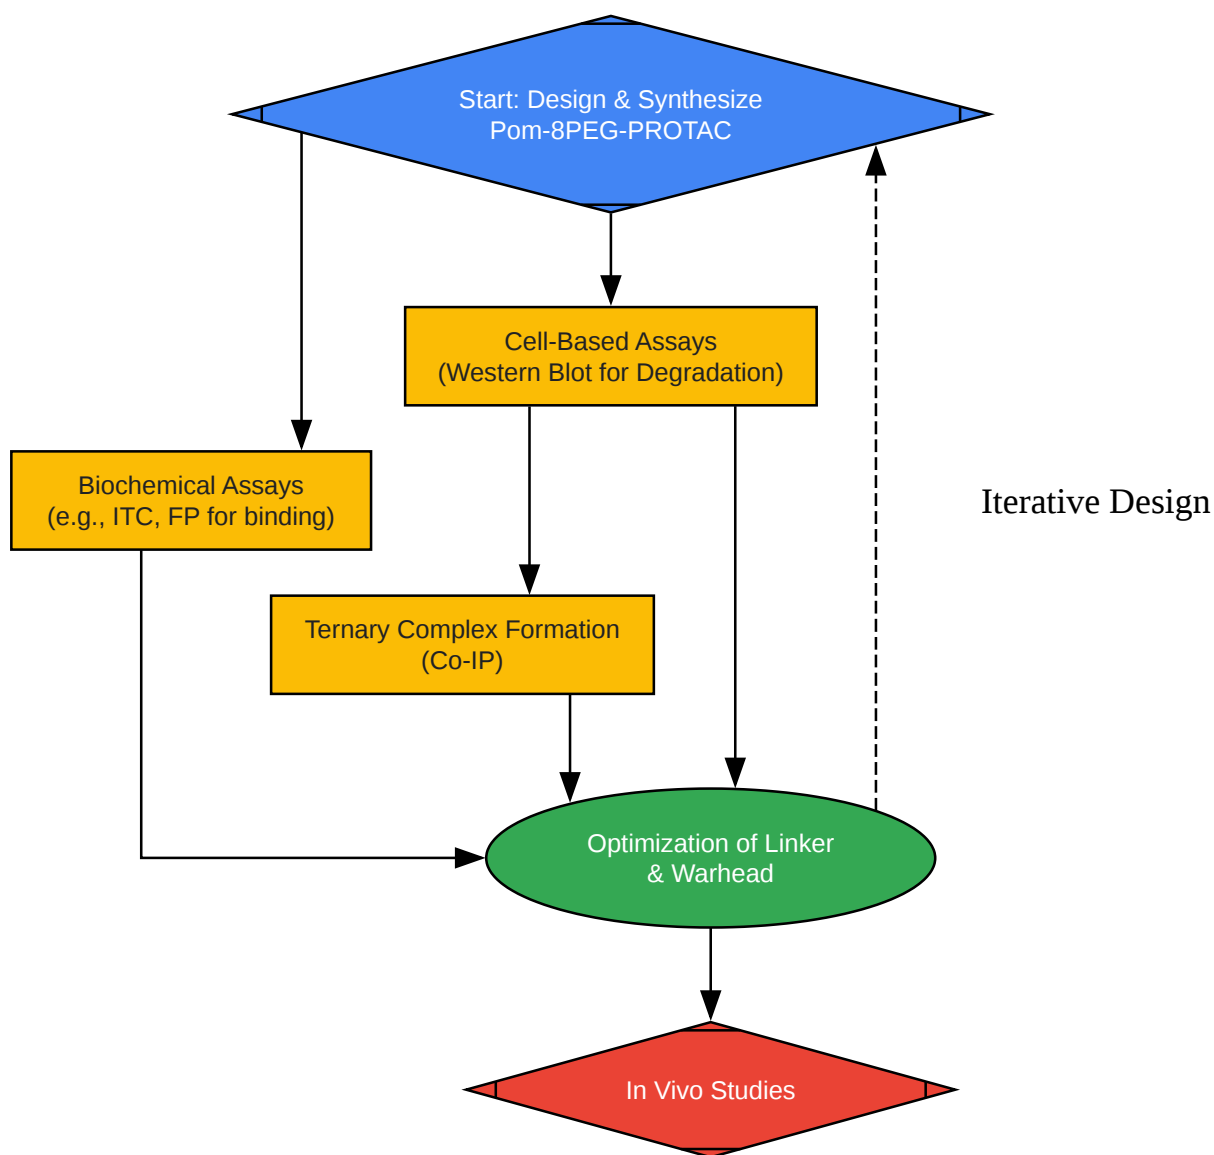 Start: Design & Synthesize
Pom-8PEG-PROTAC
Cell-Based Assays
(Western Blot for Degradation)
Biochemical Assays
(e.g., ITC, FP for binding)
Iterative Design
Ternary Complex Formation
(Co-IP)
Optimization of Linker
& Warhead
In Vivo Studies